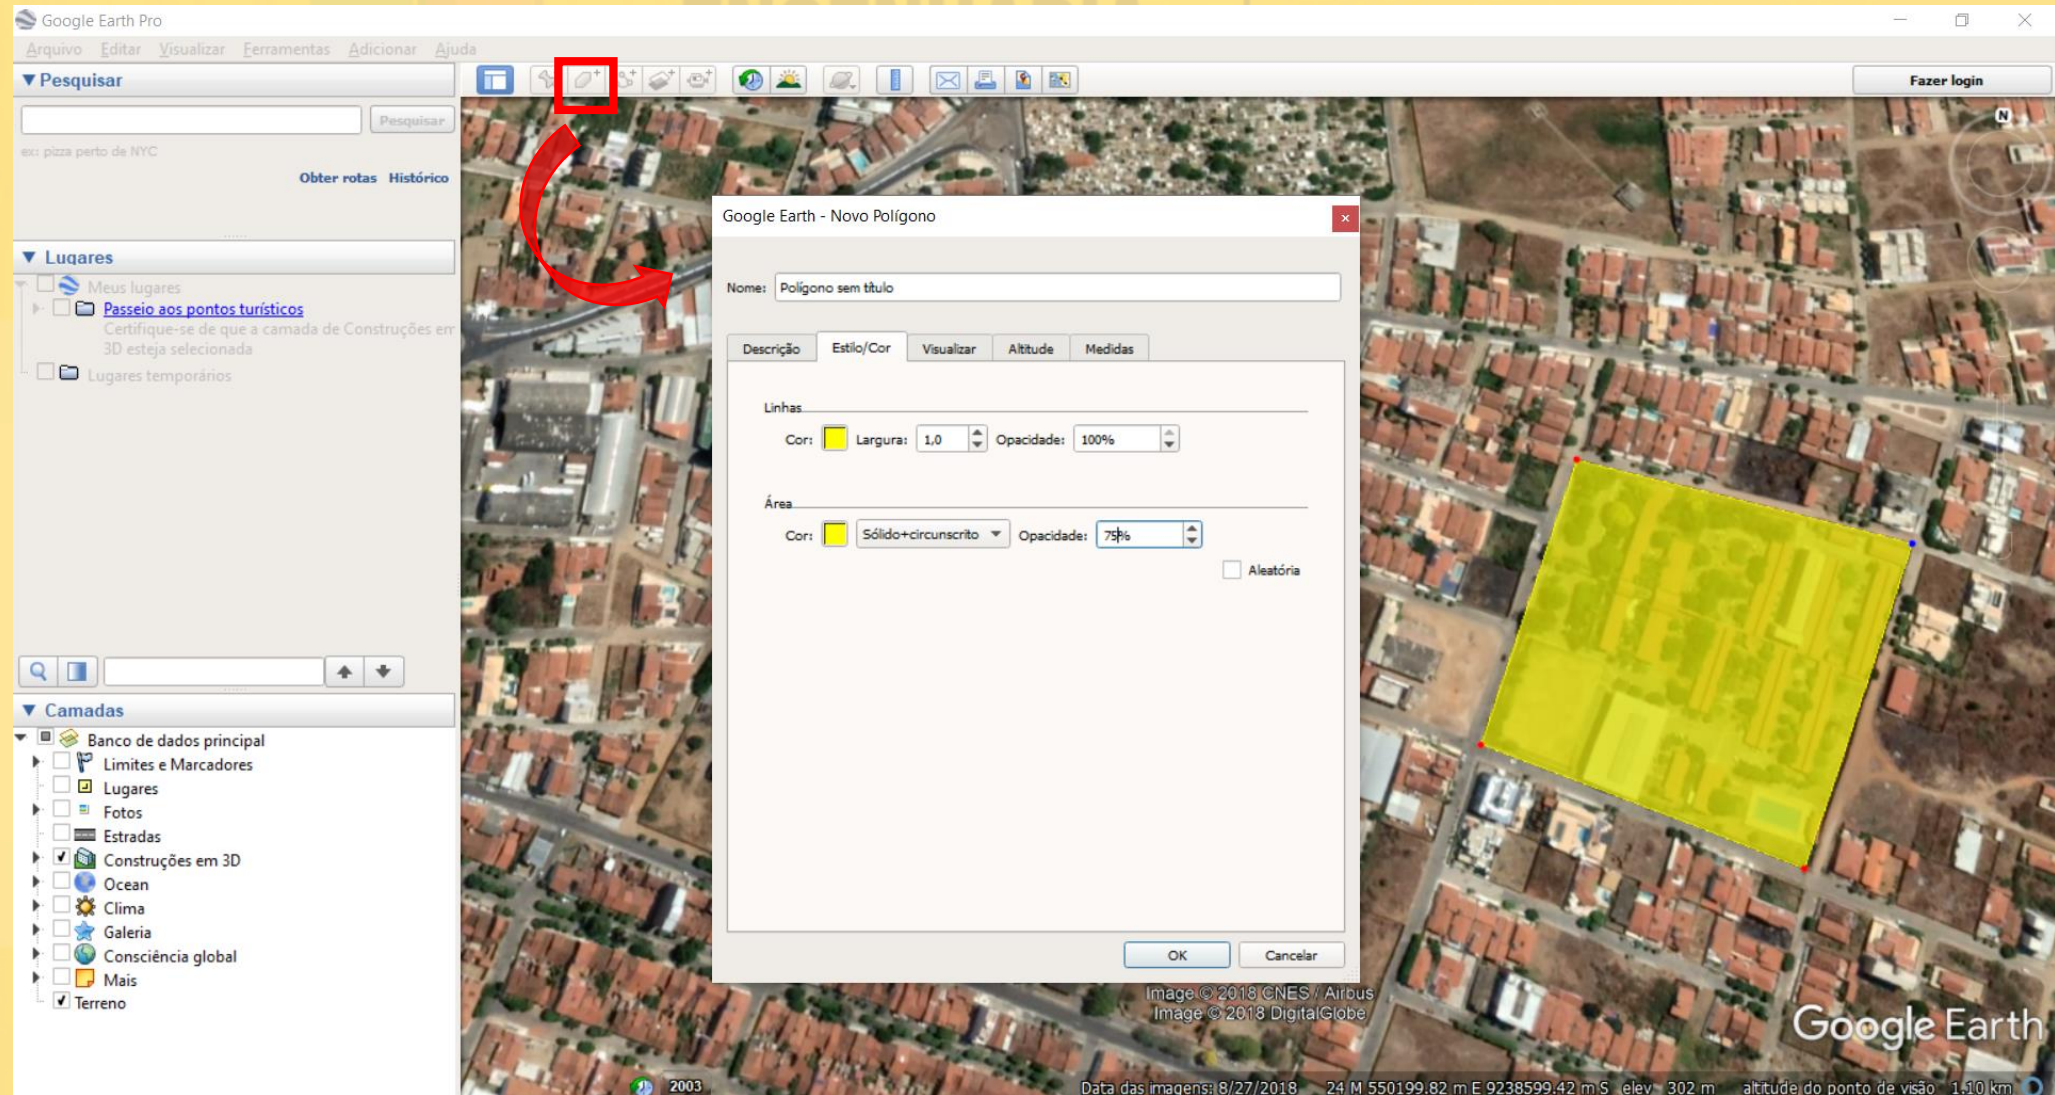 Google Earth Pro
Arquivo Editar Visualizar Ferramentas Adicionar Ajuda
Pesquisar
Fazer login
Pesquisar
ex: pizza perto de NYC
Obter rotas Histórico
N
Google Earth - Novo Polígono
x
Nome: Polígono sem título
Lugares
Meus lugares
Passeio aos pontos turísticos
Certifique-se de que a camada de Construções em
3D esteja selecionada
Lugares temporários
Descrição Estilo/Cor Visualizar Altitude Medidas
Linhas
Cor: Largura: 1,0 Opacidade: 100%
Área
Cor: Sólido+circunscrito Opacidade: 75%
Aleatória
OK Cancelar
Camadas
Banco de dados principal
Limites e Marcadores
Lugares
Fotos
Estradas
Construções em 3D
Ocean
Clima
Galeria
Consciência global
Mais
Terreno
Image © 2018 CNES / Airbus
Image © 2018 DigitalGlobe
Google Earth
2003
Data das imagens: 8/27/2018 24 M 550199.82 m E 9238599.42 m S elev 302 m altitude do ponto de visão 1.10 km